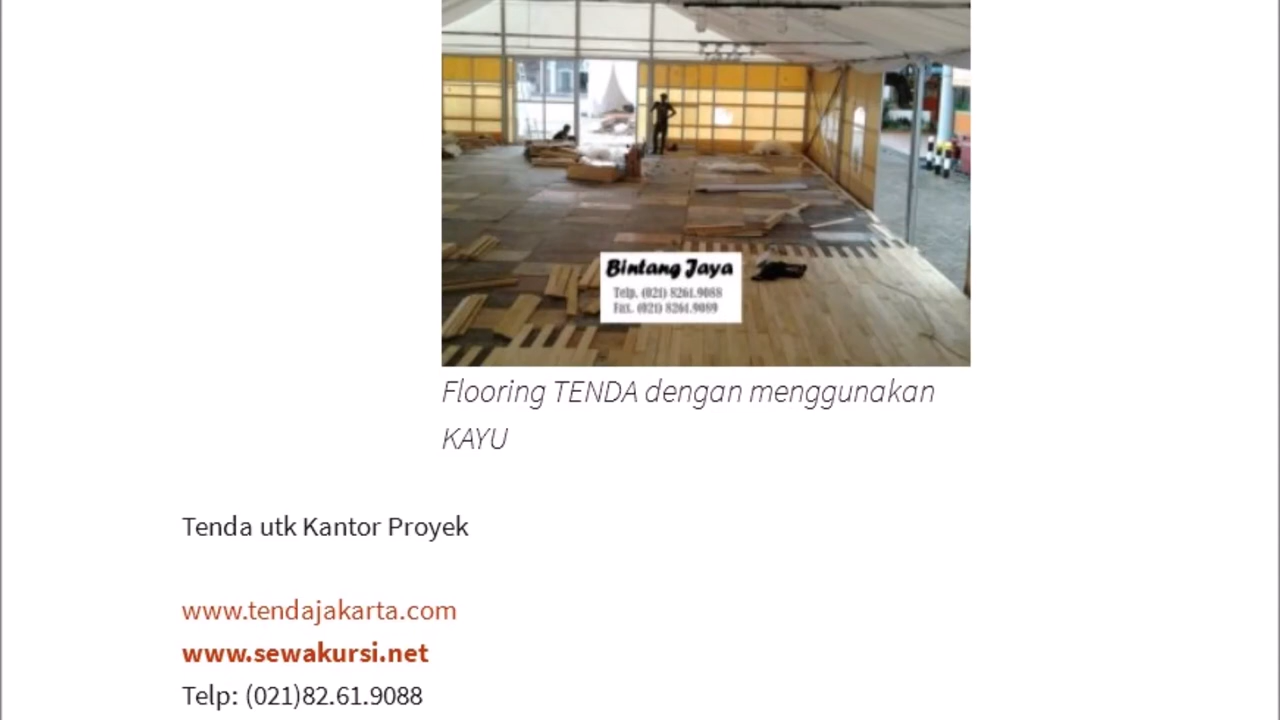 Bintang Jaya
Telp. (021) 8261.9088
Fax. (021) 8261.9089
Flooring TENDA dengan menggunakan
KAYU
Tenda utk Kantor Proyek
www.tendajakarta.com
www.sewakursi.net
Telp: (021)82.61.9088